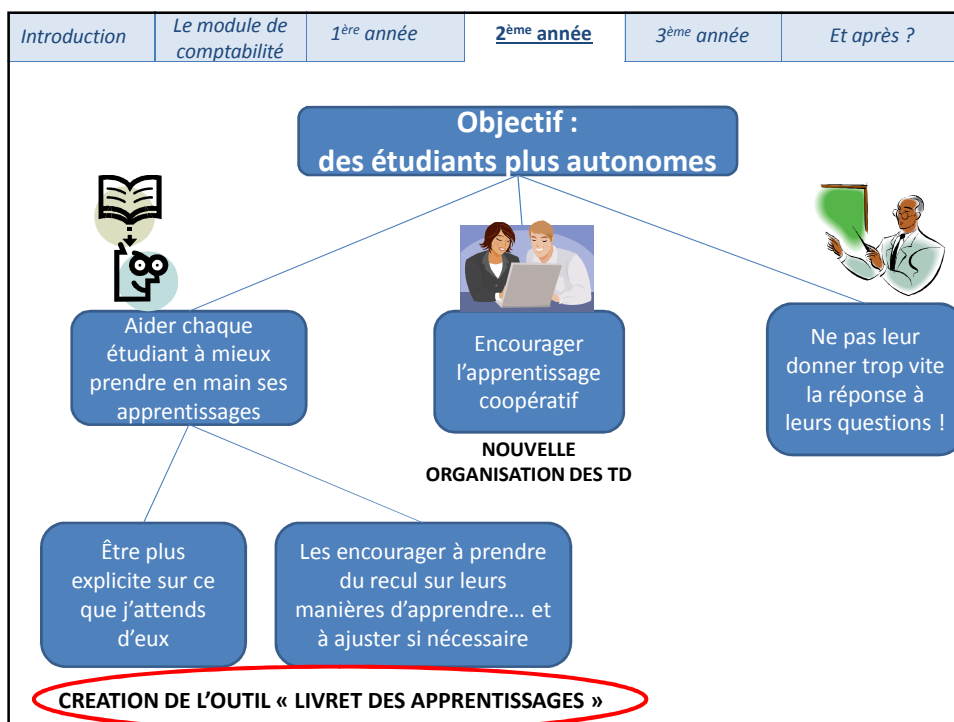 Introduction
Le module de
comptabilité
1ère année
2ème année
3ème année
Et après ?
Objectif :
des étudiants plus autonomes
Aider chaque
étudiant à mieux
prendre en main ses
apprentissages
Encourager
l’apprentissage
coopératif
Ne pas leur
donner trop vite
la réponse à
leurs questions !
NOUVELLE
ORGANISATION DES TD
Être plus
explicite sur ce
que j’attends
d’eux
Les encourager à prendre
du recul sur leurs
manières d’apprendre… et
à ajuster si nécessaire
CREATION DE L’OUTIL « LIVRET DES APPRENTISSAGES »